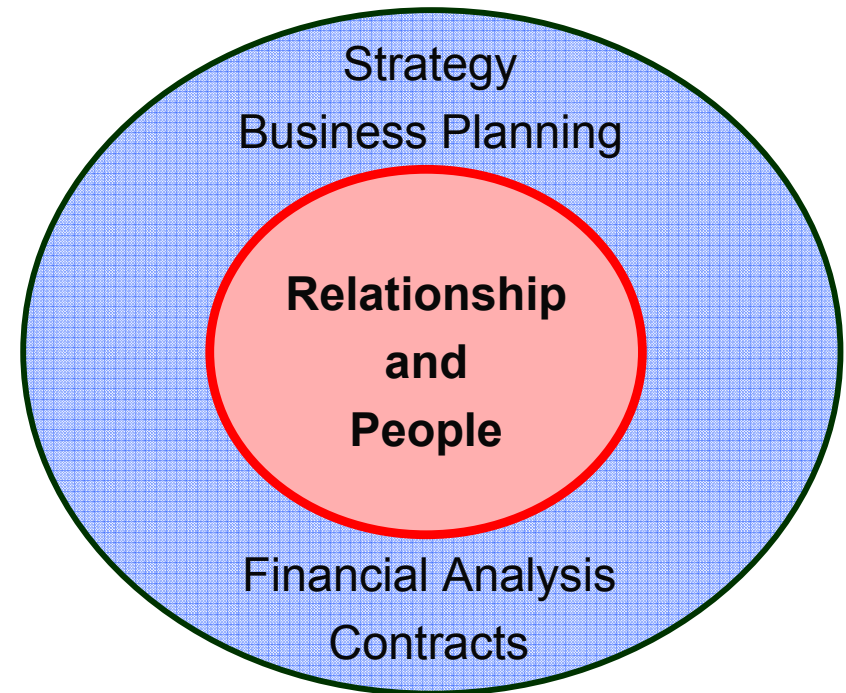 Strategy
Business Planning
Relationship
and
People
Financial Analysis
Contracts